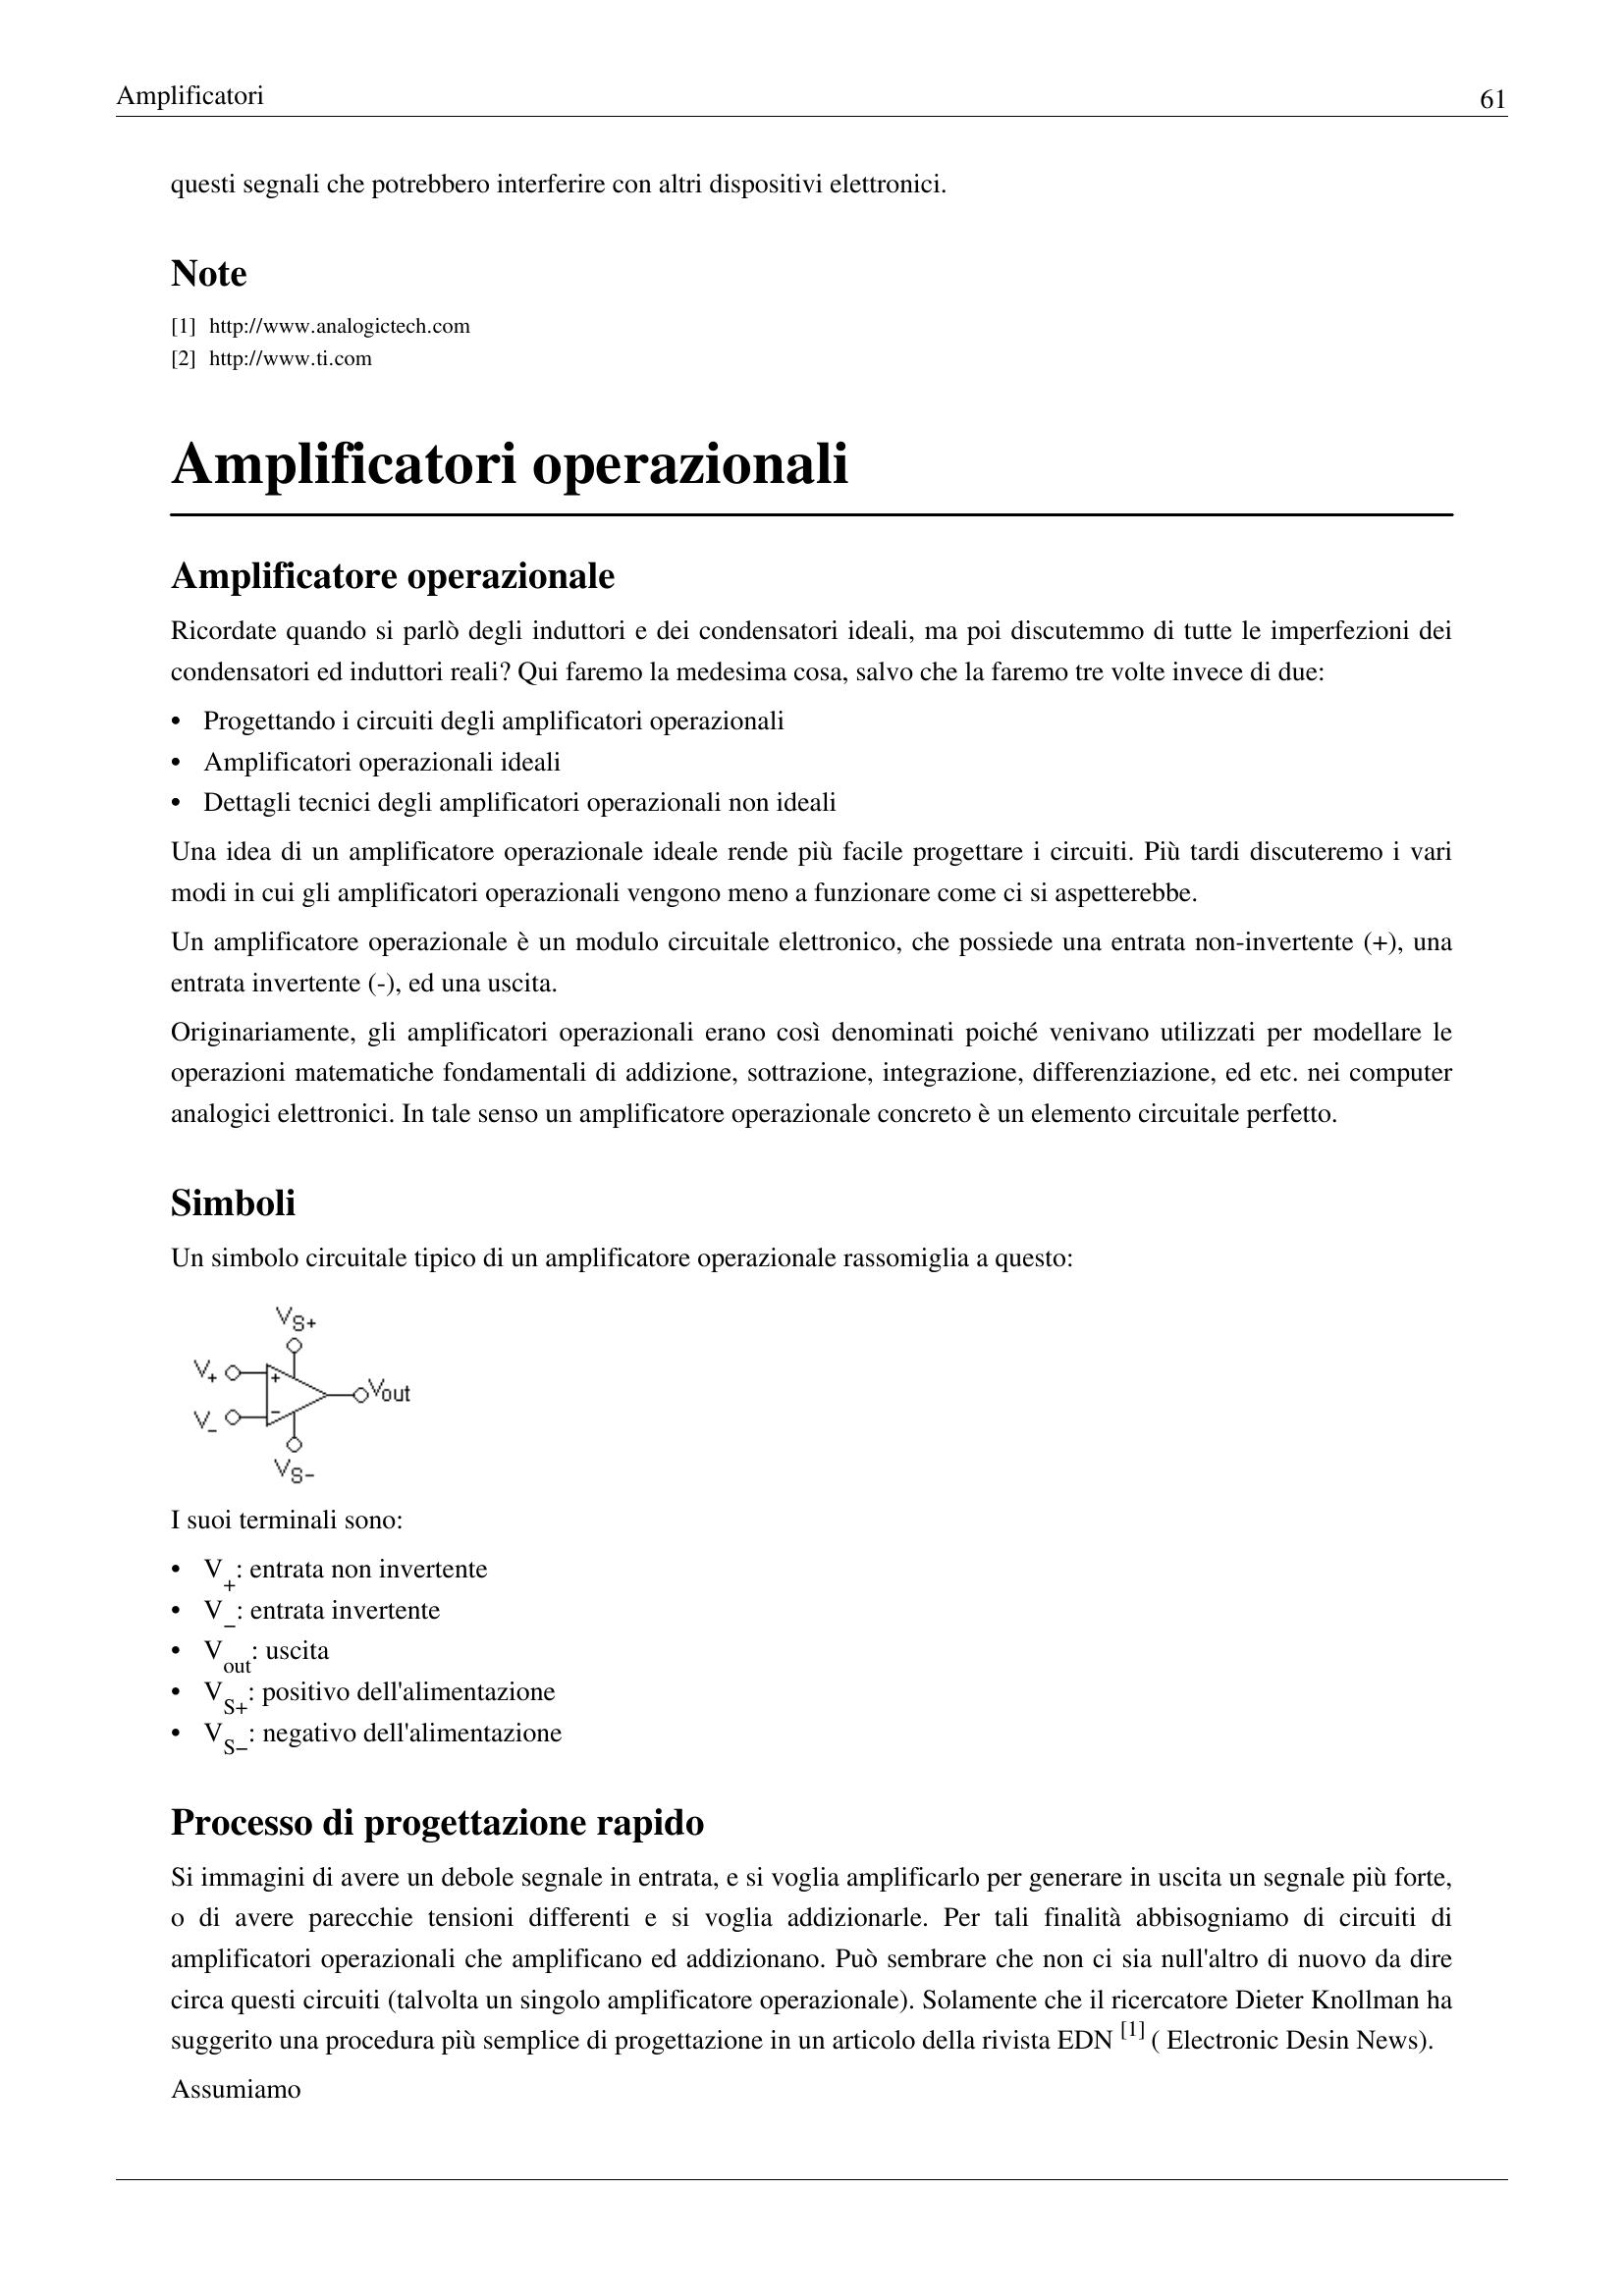 Amplificatori 61
questi segnali che potrebbero interferire con altri dispositivi elettronici.
Note
[1] http://www.analogictech.com
[2] http://www.ti.com
Amplificatori operazionali
Amplificatore operazionale
Ricordate quando si parlò degli induttori e dei condensatori ideali, ma poi discutemmo di tutte le imperfezioni dei
condensatori ed induttori reali? Qui faremo la medesima cosa, salvo che la faremo tre volte invece di due:
• Progettando i circuiti degli amplificatori operazionali
• Amplificatori operazionali ideali
• Dettagli tecnici degli amplificatori operazionali non ideali
Una idea di un amplificatore operazionale ideale rende più facile progettare i circuiti. Più tardi discuteremo i vari
modi in cui gli amplificatori operazionali vengono meno a funzionare come ci si aspetterebbe.
Un amplificatore operazionale è un modulo circuitale elettronico, che possiede una entrata non-invertente (+), una
entrata invertente (-), ed una uscita.
Originariamente, gli amplificatori operazionali erano così denominati poiché venivano utilizzati per modellare le
operazioni matematiche fondamentali di addizione, sottrazione, integrazione, differenziazione, ed etc. nei computer
analogici elettronici. In tale senso un amplificatore operazionale concreto è un elemento circuitale perfetto.
Simboli
Un simbolo circuitale tipico di un amplificatore operazionale rassomiglia a questo:
VS+
V+ +
Vout
V− −
VS−
I suoi terminali sono:
• V+: entrata non invertente
• V−: entrata invertente
• Vout: uscita
• VS+: positivo dell'alimentazione
• VS−: negativo dell'alimentazione
Processo di progettazione rapido
Si immagini di avere un debole segnale in entrata, e si voglia amplificarlo per generare in uscita un segnale più forte,
o di avere parecchie tensioni differenti e si voglia addizionarle. Per tali finalità abbisogniamo di circuiti di
amplificatori operazionali che amplificano ed addizionano. Può sembrare che non ci sia null'altro di nuovo da dire
circa questi circuiti (talvolta un singolo amplificatore operazionale). Solamente che il ricercatore Dieter Knollman ha
suggerito una procedura più semplice di progettazione in un articolo della rivista EDN [1] ( Electronic Desin News).
Assumiamo